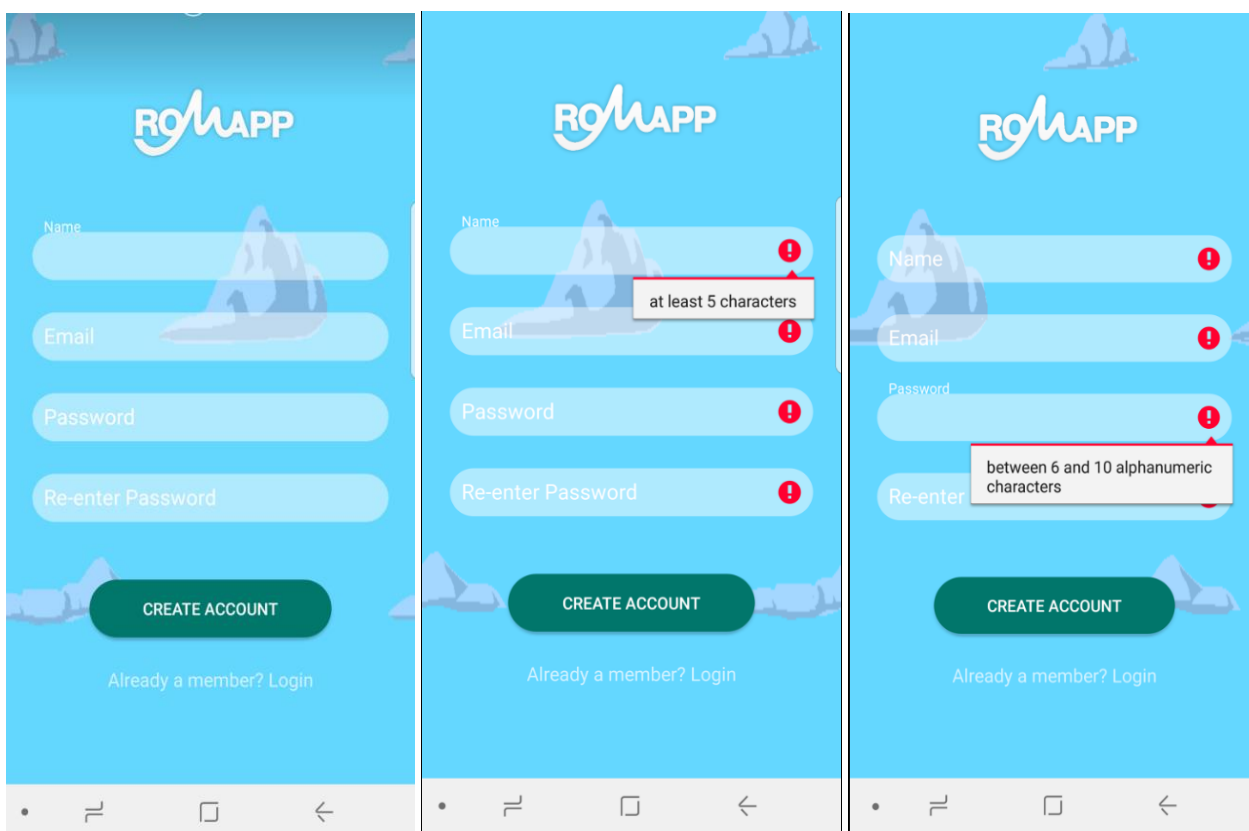 ROMAPP
Name
Email
Password
Re-enter Password
CREATE ACCOUNT
Already a member? Login
ROMAPP
Name
at least 5 characters
Email
Password
Re-enter Password
CREATE ACCOUNT
Already a member? Login
ROMAPP
Name
Email
Password
between 6 and 10 alphanumeric
characters
Re-enter
CREATE ACCOUNT
Already a member? Login